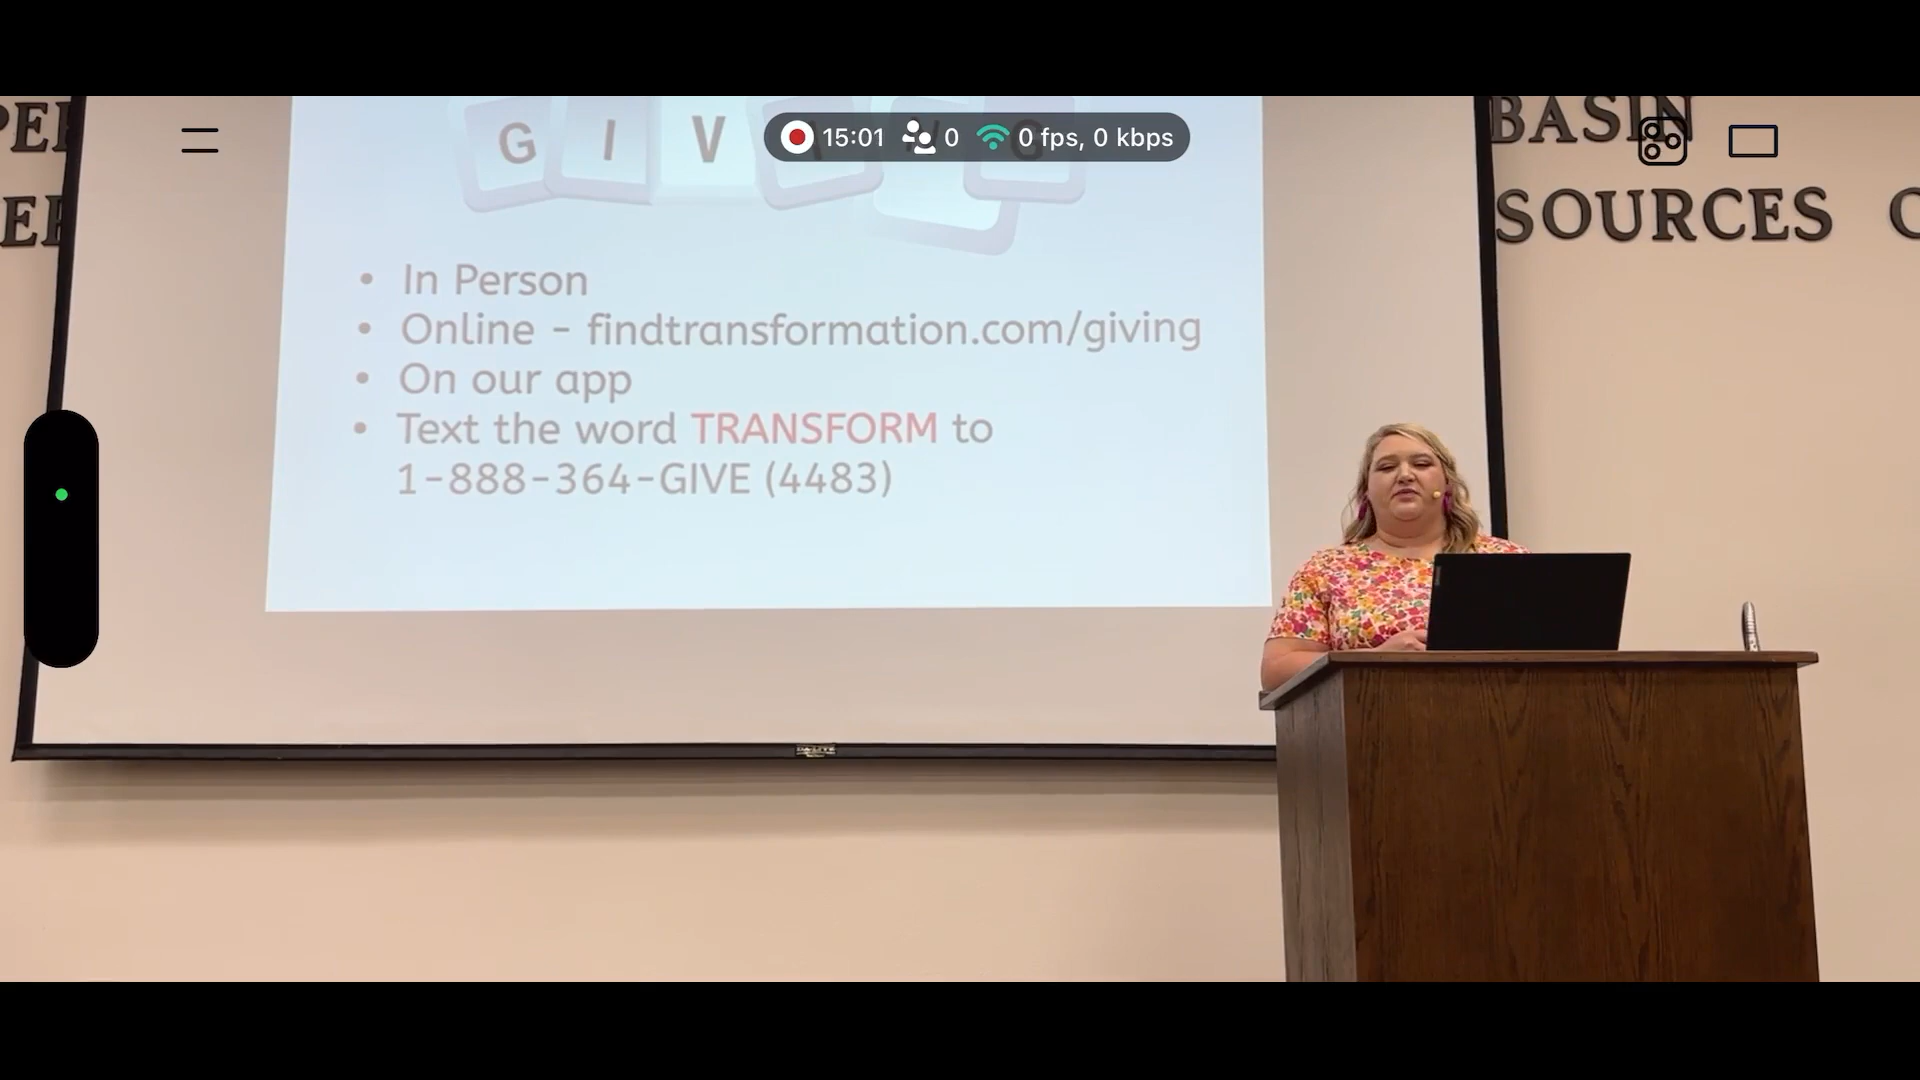 15:01 0 0 fps, 0 kbps
BASIN
SOURCES
GIVING
• In Person
• Online - findtransformation.com/giving
• On our app
• Text the word TRANSFORM to
1-888-364-GIVE (4483)